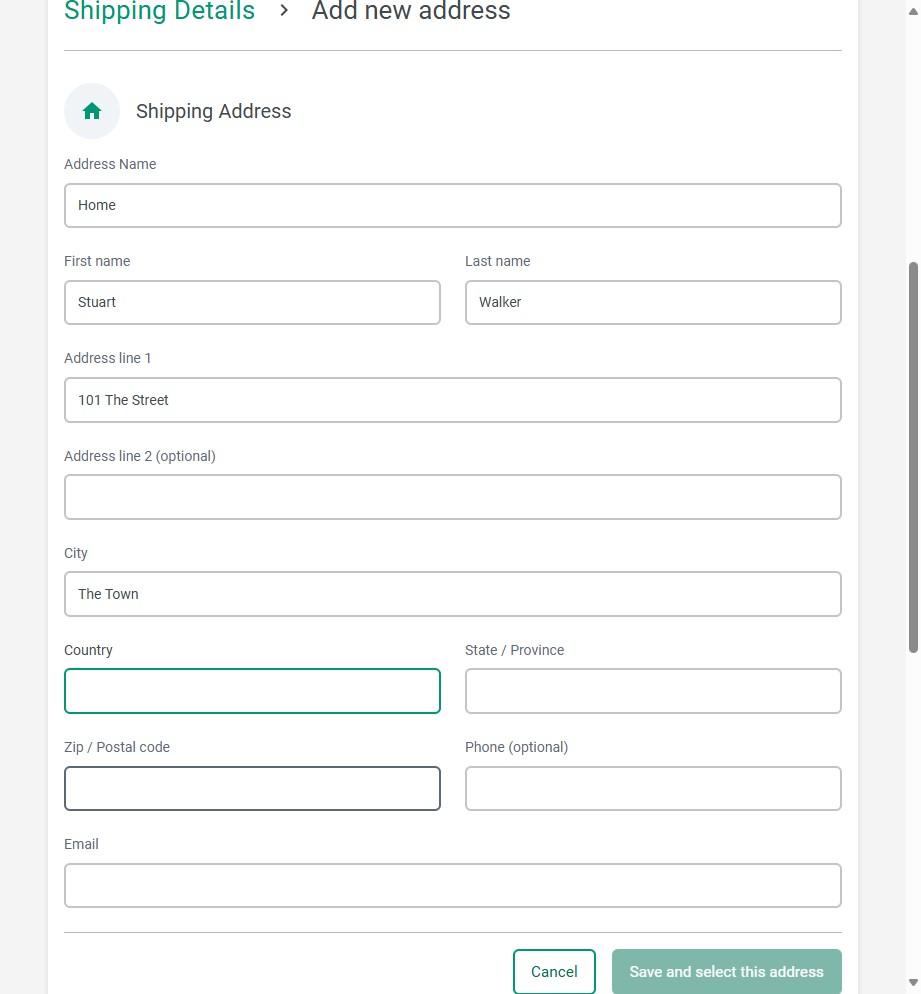 Shipping Details > Add new address
Shipping Address
Address Name
Home
First name Last name
Stuart Walker
Address line 1
101 The Street
Address line 2 (optional)
City
The Town
Country State / Province
Zip / Postal code Phone (optional)
Email
Cancel Save and select this address